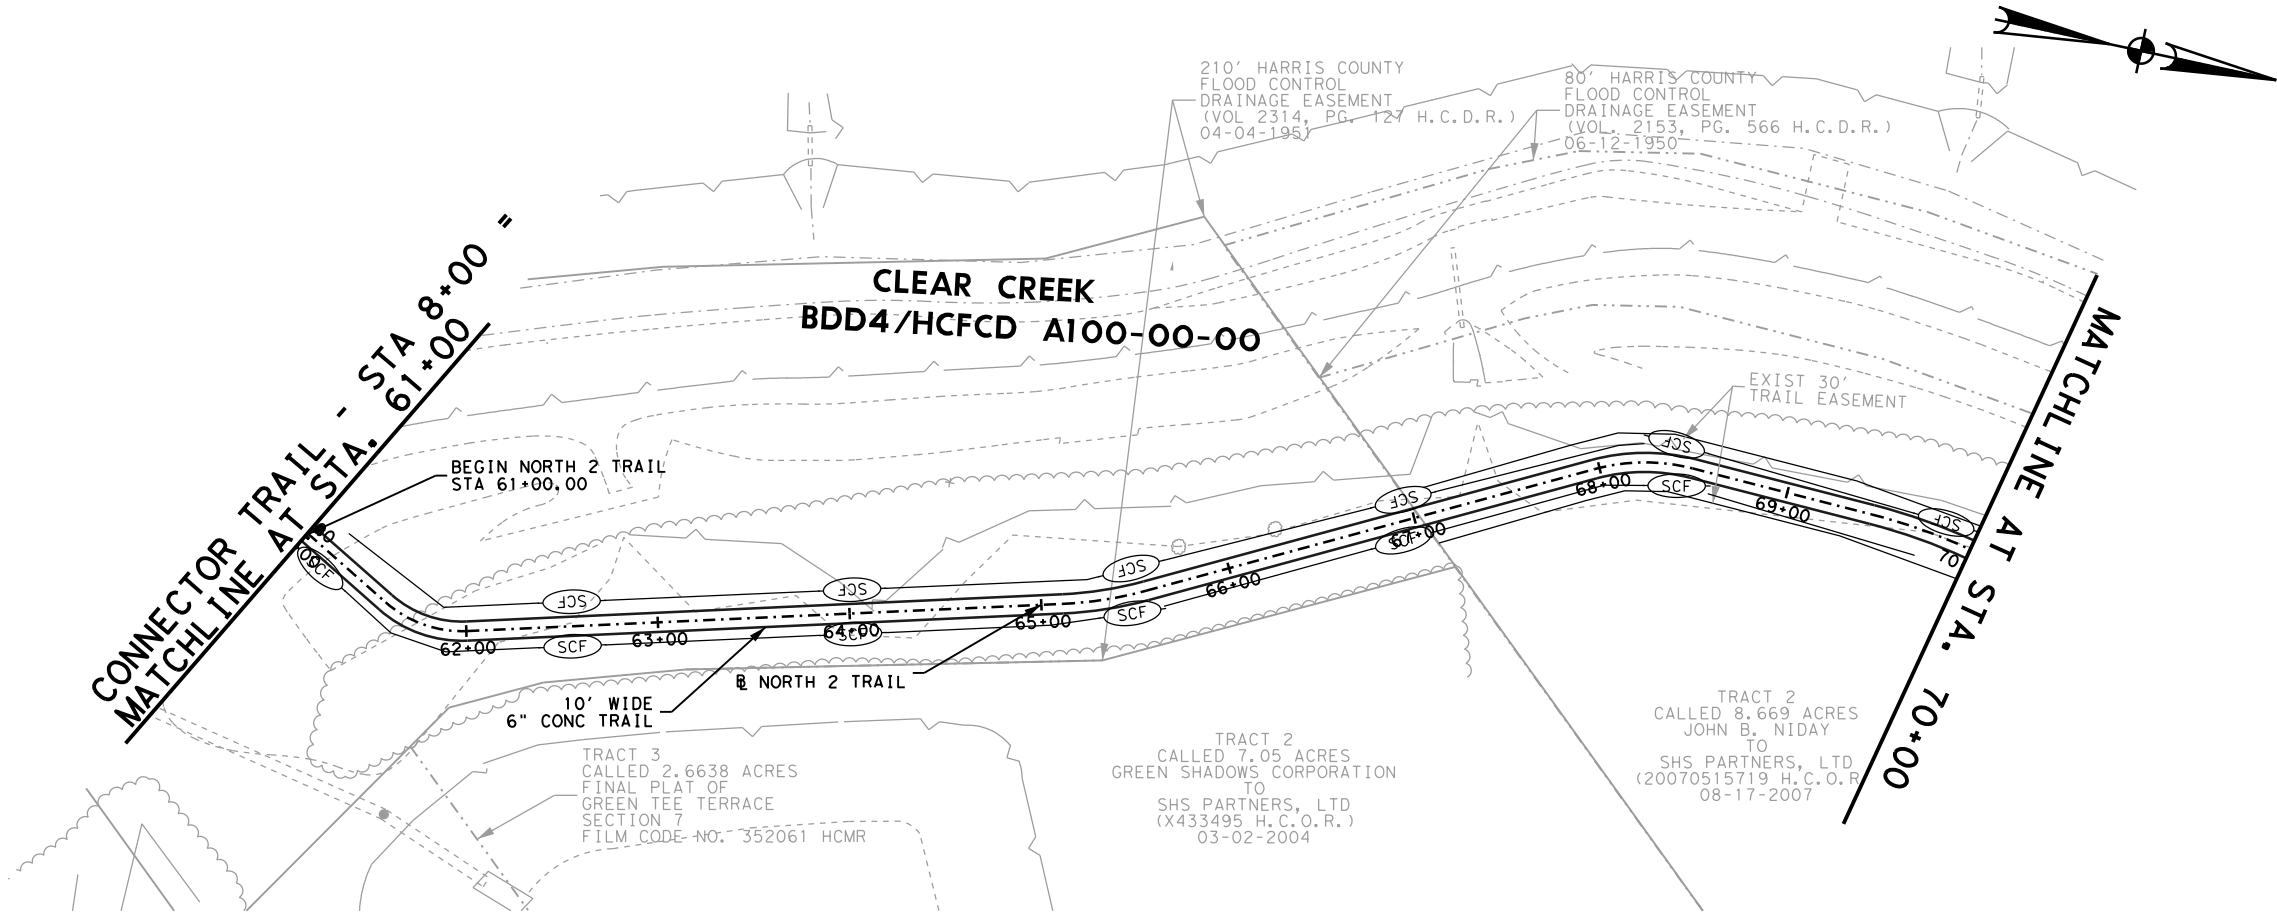 210' HARRIS COUNTY
FLOOD CONTROL
DRAINAGE EASEMENT
(VOL 2314, PG. 127 H.C.D.R.)
04-04-1951
80' HARRIS COUNTY
FLOOD CONTROL
DRAINAGE EASEMENT
(VOL. 2153, PG. 566 H.C.D.R.)
06-12-1950
CLEAR CREEK
BDD4/HCFCD A100-00-00
CONNECTOR TRAIL - STA 8+00 =
MATCHLINE AT STA. 61+00
BEGIN NORTH 2 TRAIL
STA 61+00.00
EXIST 30'
TRAIL EASEMENT
MATCHLINE AT STA. 70+00
SCF
SCF
SCF
SCF
SCF
SCF
SCF
SCF
SCF
SCF
SCF
SCF
SCF
62+00
63+00
64+00
65+00
66+00
67+00
68+00
69+00
70
℄ NORTH 2 TRAIL
10' WIDE
6" CONC TRAIL
TRACT 3
CALLED 2.6638 ACRES
FINAL PLAT OF
GREEN TEE TERRACE
SECTION 7
FILM CODE NO. 352061 HCMR
TRACT 2
CALLED 7.05 ACRES
GREEN SHADOWS CORPORATION
TO
SHS PARTNERS, LTD
(X433495 H.C.O.R.)
03-02-2004
TRACT 2
CALLED 8.669 ACRES
JOHN B. NIDAY
TO
SHS PARTNERS, LTD
(20070515719 H.C.O.R
08-17-2007